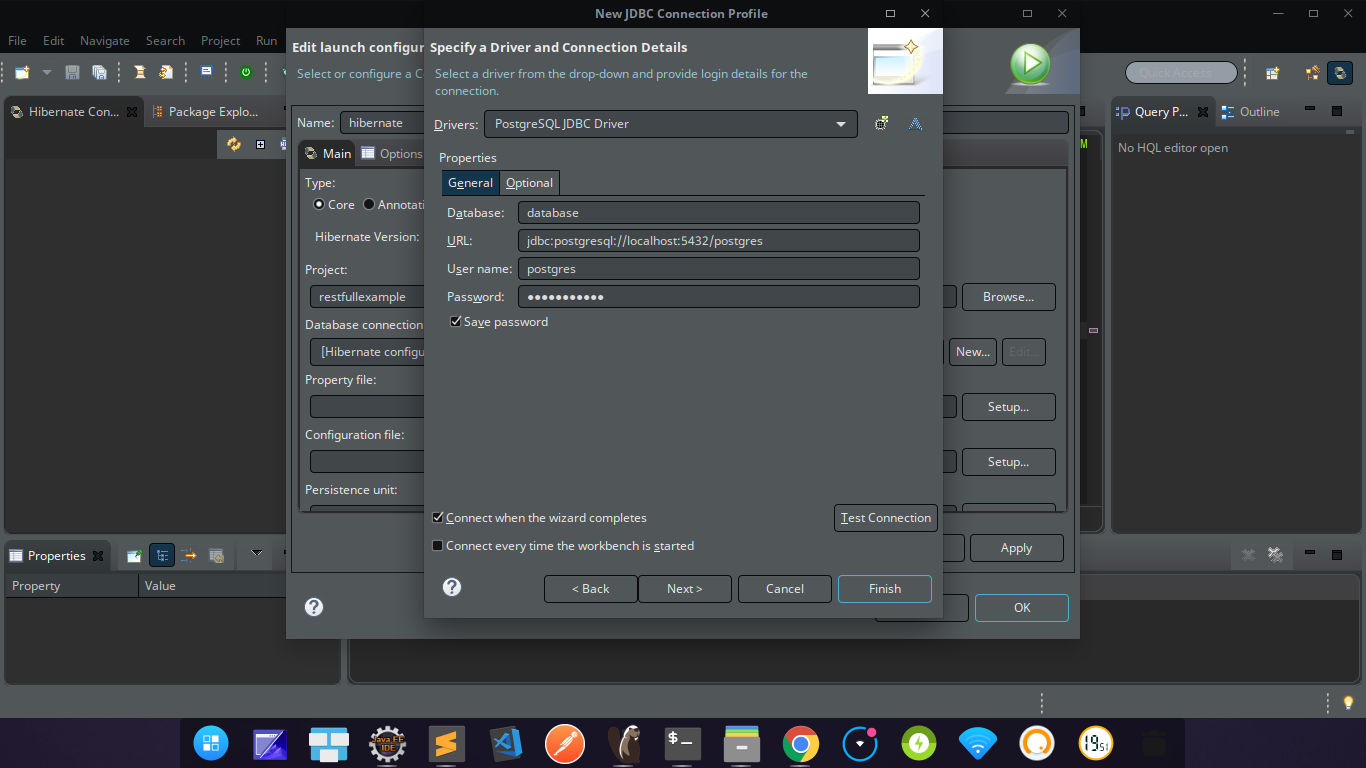 New JDBC Connection Profile
File Edit Navigate Search Project Run
Edit launch configur
Specify a Driver and Connection Details
Select or configure a C
Select a driver from the drop-down and provide login details for the
connection.
Quick Access
Hibernate Con...
Package Explo...
Query P...
Outline
No HQL editor open
Name: hibernate
Drivers: PostgreSQL JDBC Driver
Main
Options
Properties
General
Optional
Type:
Core
Annotati
Database: database
Hibernate Version:
URL: jdbc:postgresql://localhost:5432/postgres
Project:
User name: postgres
restfullexample
Password: ●●●●●●●●●●●
Browse...
Database connection
Save password
[Hibernate configu
New...
Edit...
Property file:
Setup...
Configuration file:
Setup...
Persistence unit:
Connect when the wizard completes
Test Connection
Connect every time the workbench is started
Apply
Properties
Property Value
< Back
Next >
Cancel
Finish
OK
Java EE
IDE
$-
19 51